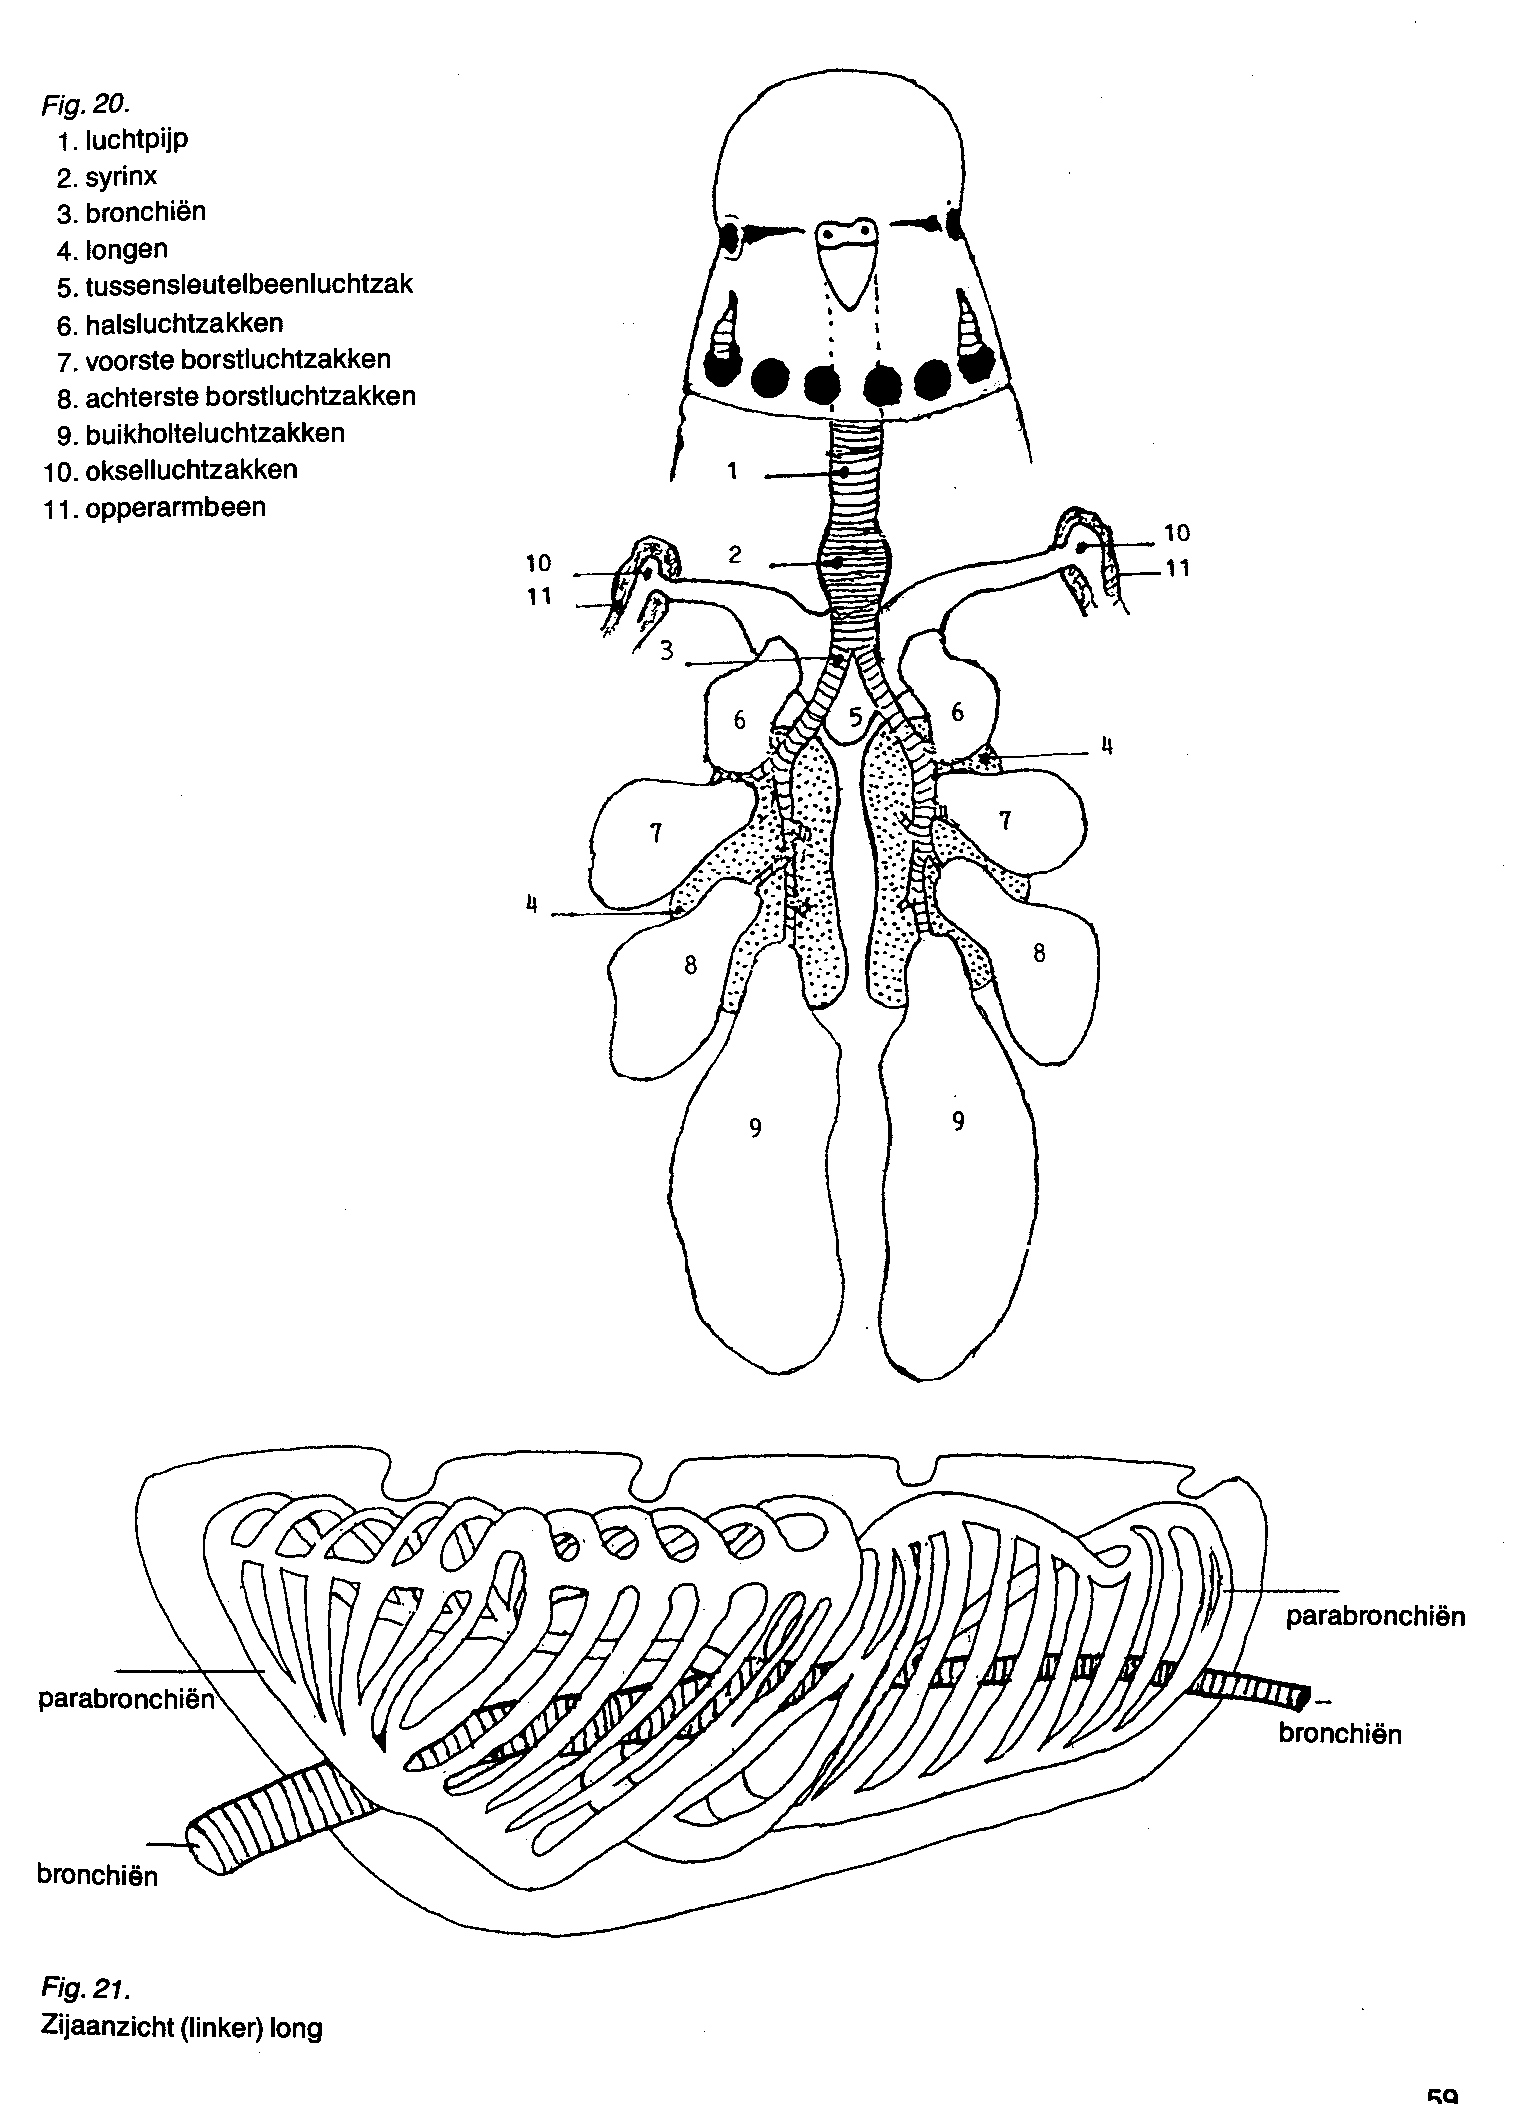 Fig. 20.
1. luchtpijp
2. syrinx
3. bronchiën
4. longen
5. tussensleutelbeenluchtzak
6. halsluchtzakken
7. voorste borstluchtzakken
8. achterste borstluchtzakken
9. buikholteluchtzakken
10. okselluchtzakken
11. opperarmbeen
1
10
10
2
11
11
3
6
5
6
4
7
7
4
8
8
9
9
parabronchiën
parabronchiën
bronchiën
bronchiën
Fig. 21.
Zijaanzicht (linker) long
59